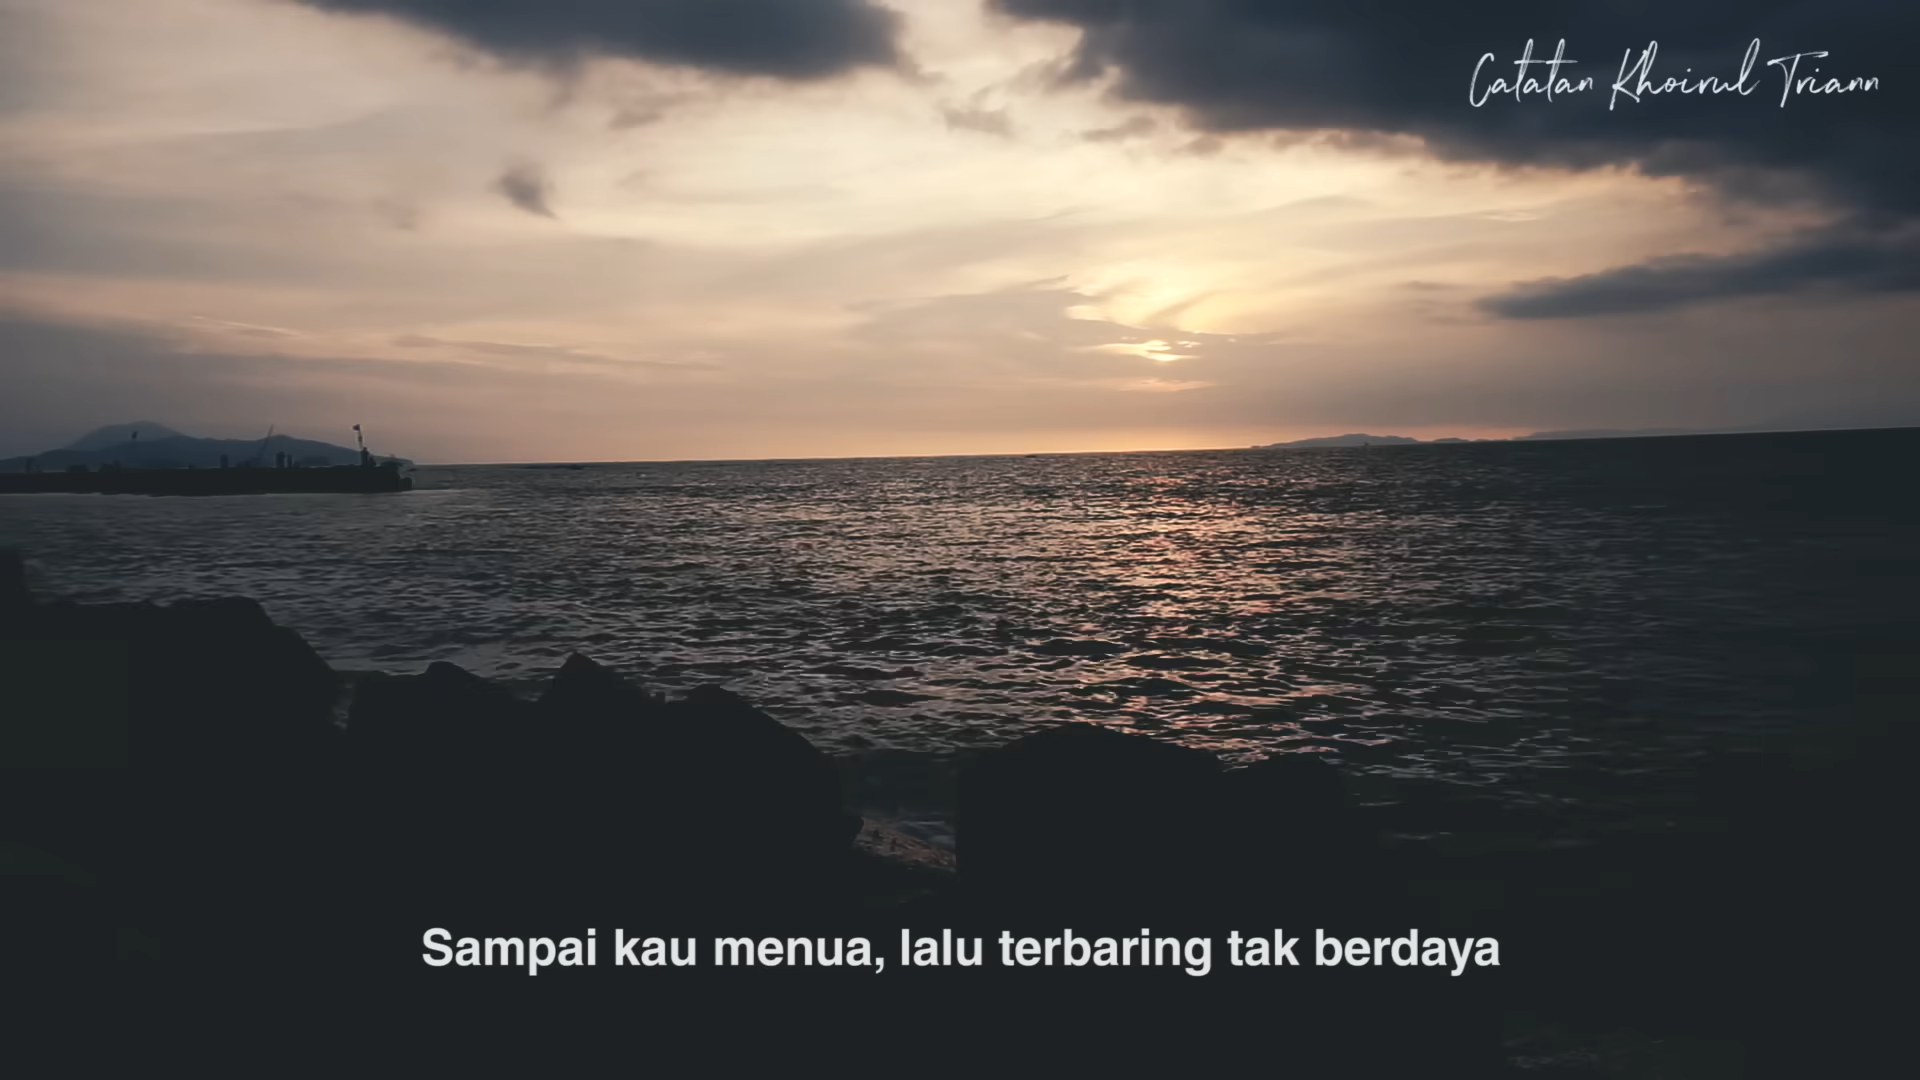 Catatan Khoirul Triann
Sampai kau menua, lalu terbaring tak berdaya